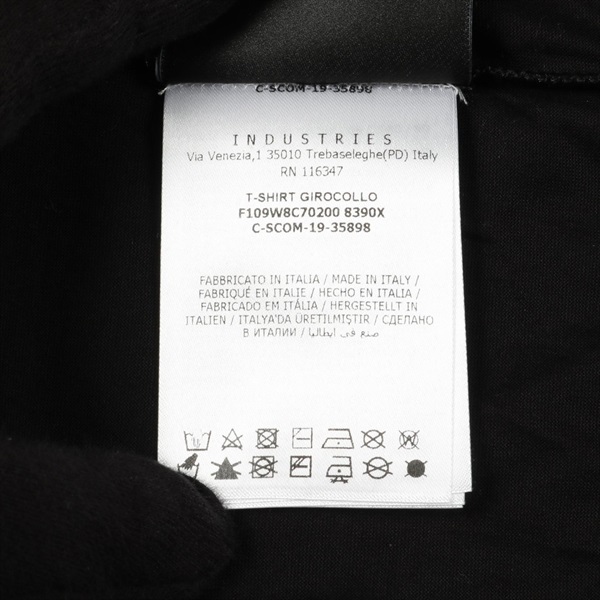 C-SCOM-19-35898
INDUSTRIES
Via Venezia,1 35010 Trebaseleghe(PD) Italy
RN 116347
T-SHIRT GIROCOLLO
F109W8C70200 8390X
C-SCOM-19-35898
FABBRICATO IN ITALIA / MADE IN ITALY /
FABRIQUÉ EN ITALIE / HECHO EN ITALIA /
FABRICADO EM ITÁLIA / HERGESTELLT IN
ITALIEN / ITALYA'DA ÜRETILMIŞTIR / СДЕЛАНО
В ИТАЛИИ / صنع في ايطاليا